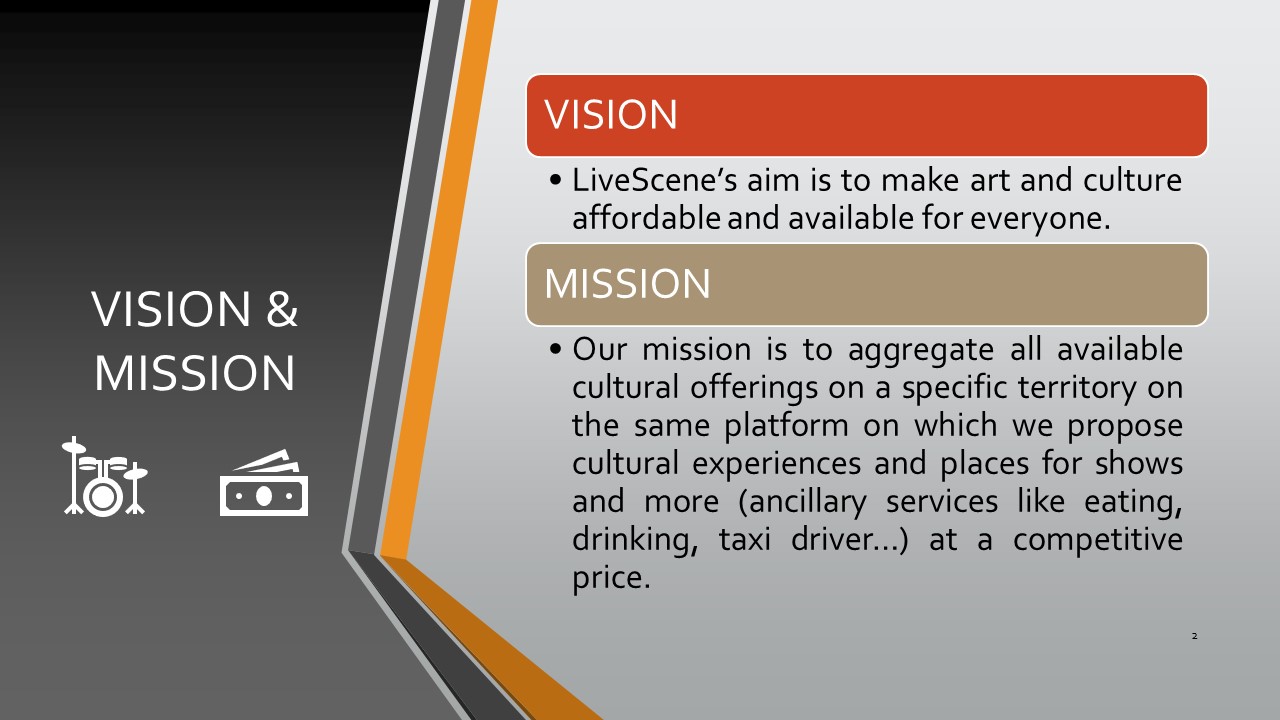 VISION &
MISSION
VISION
• LiveScene’s aim is to make art and culture
affordable and available for everyone.
MISSION
• Our mission is to aggregate all available
cultural offerings on a specific territory on
the same platform on which we propose
cultural experiences and places for shows
and more (ancillary services like eating,
drinking, taxi driver…) at a competitive
price.
2